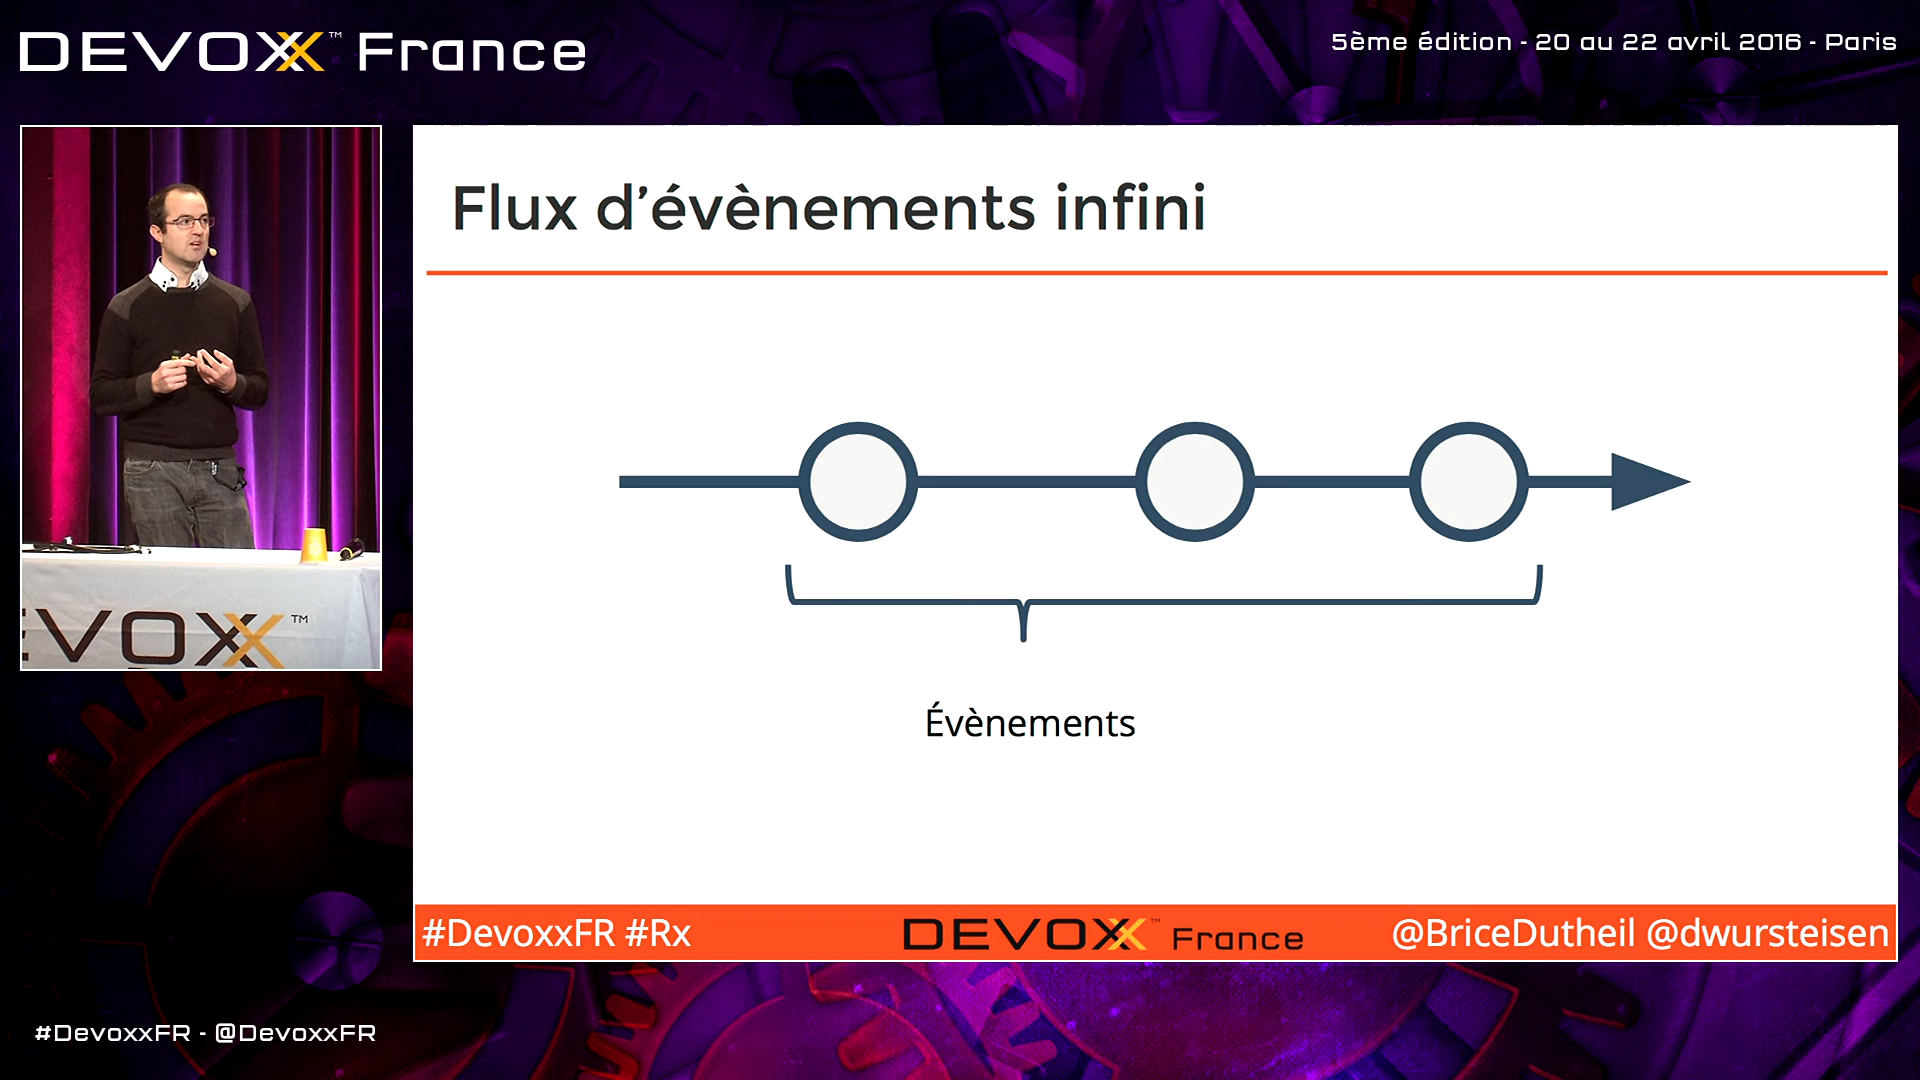 DEVOXX™ France
5ème édition - 20 au 22 avril 2016 - Paris
Flux d'évènements infini
Évènements
EVOXX™
#DevoxxFR #Rx
DEVOXX™ France
@BriceDutheil @dwursteisen
#DevoxxFR - @DevoxxFR